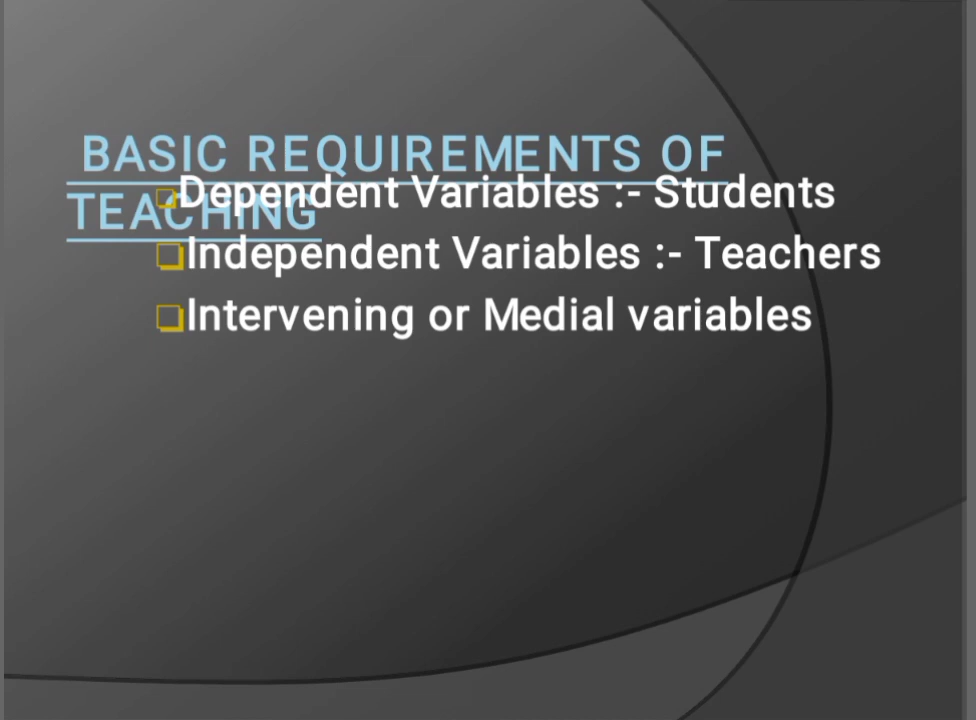 BASIC REQUIREMENTS OF
TEACHING
Dependent Variables :- Students
Independent Variables :- Teachers
Intervening or Medial variables